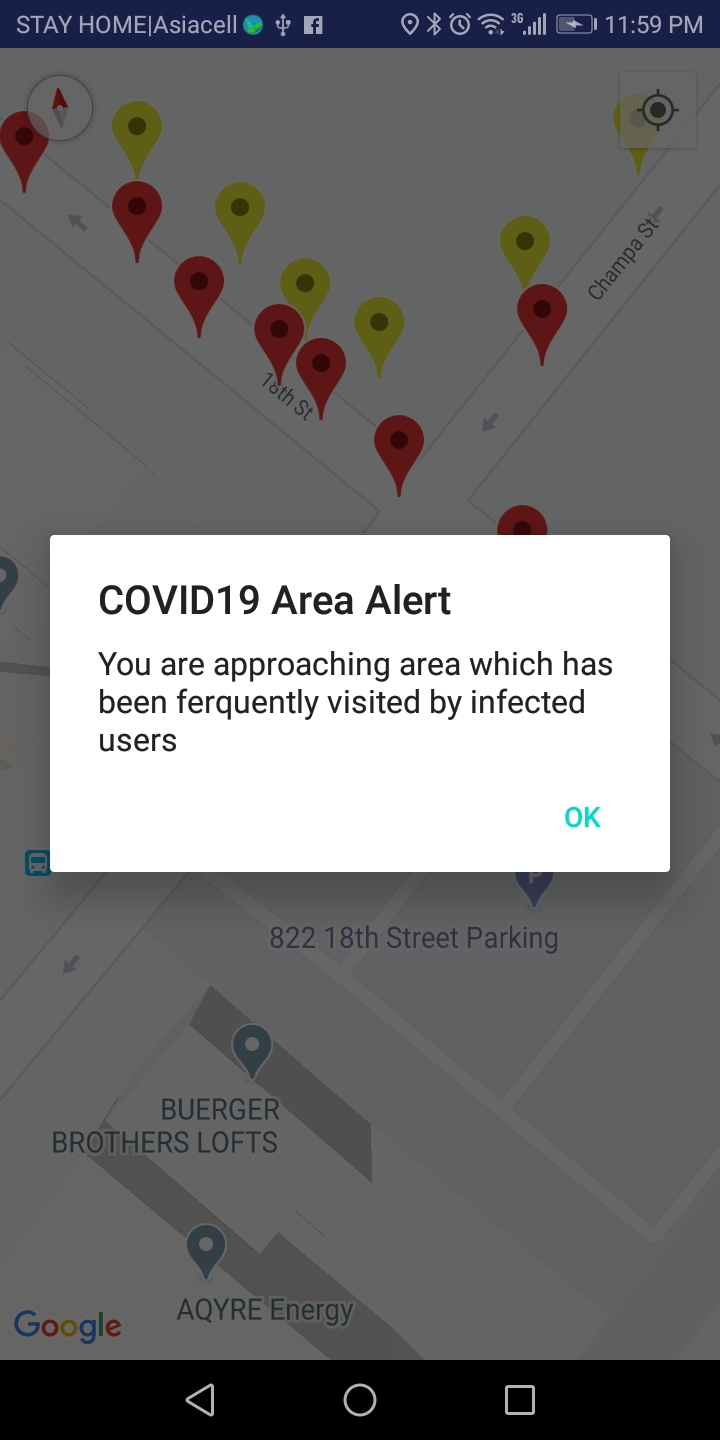 STAY HOME|Asiacell 3G 11:59 PM
Champa St
18th St
COVID19 Area Alert
You are approaching area which has
been ferquently visited by infected
users
OK
P
822 18th Street Parking
BUERGER
BROTHERS LOFTS
AQYRE Energy
Google